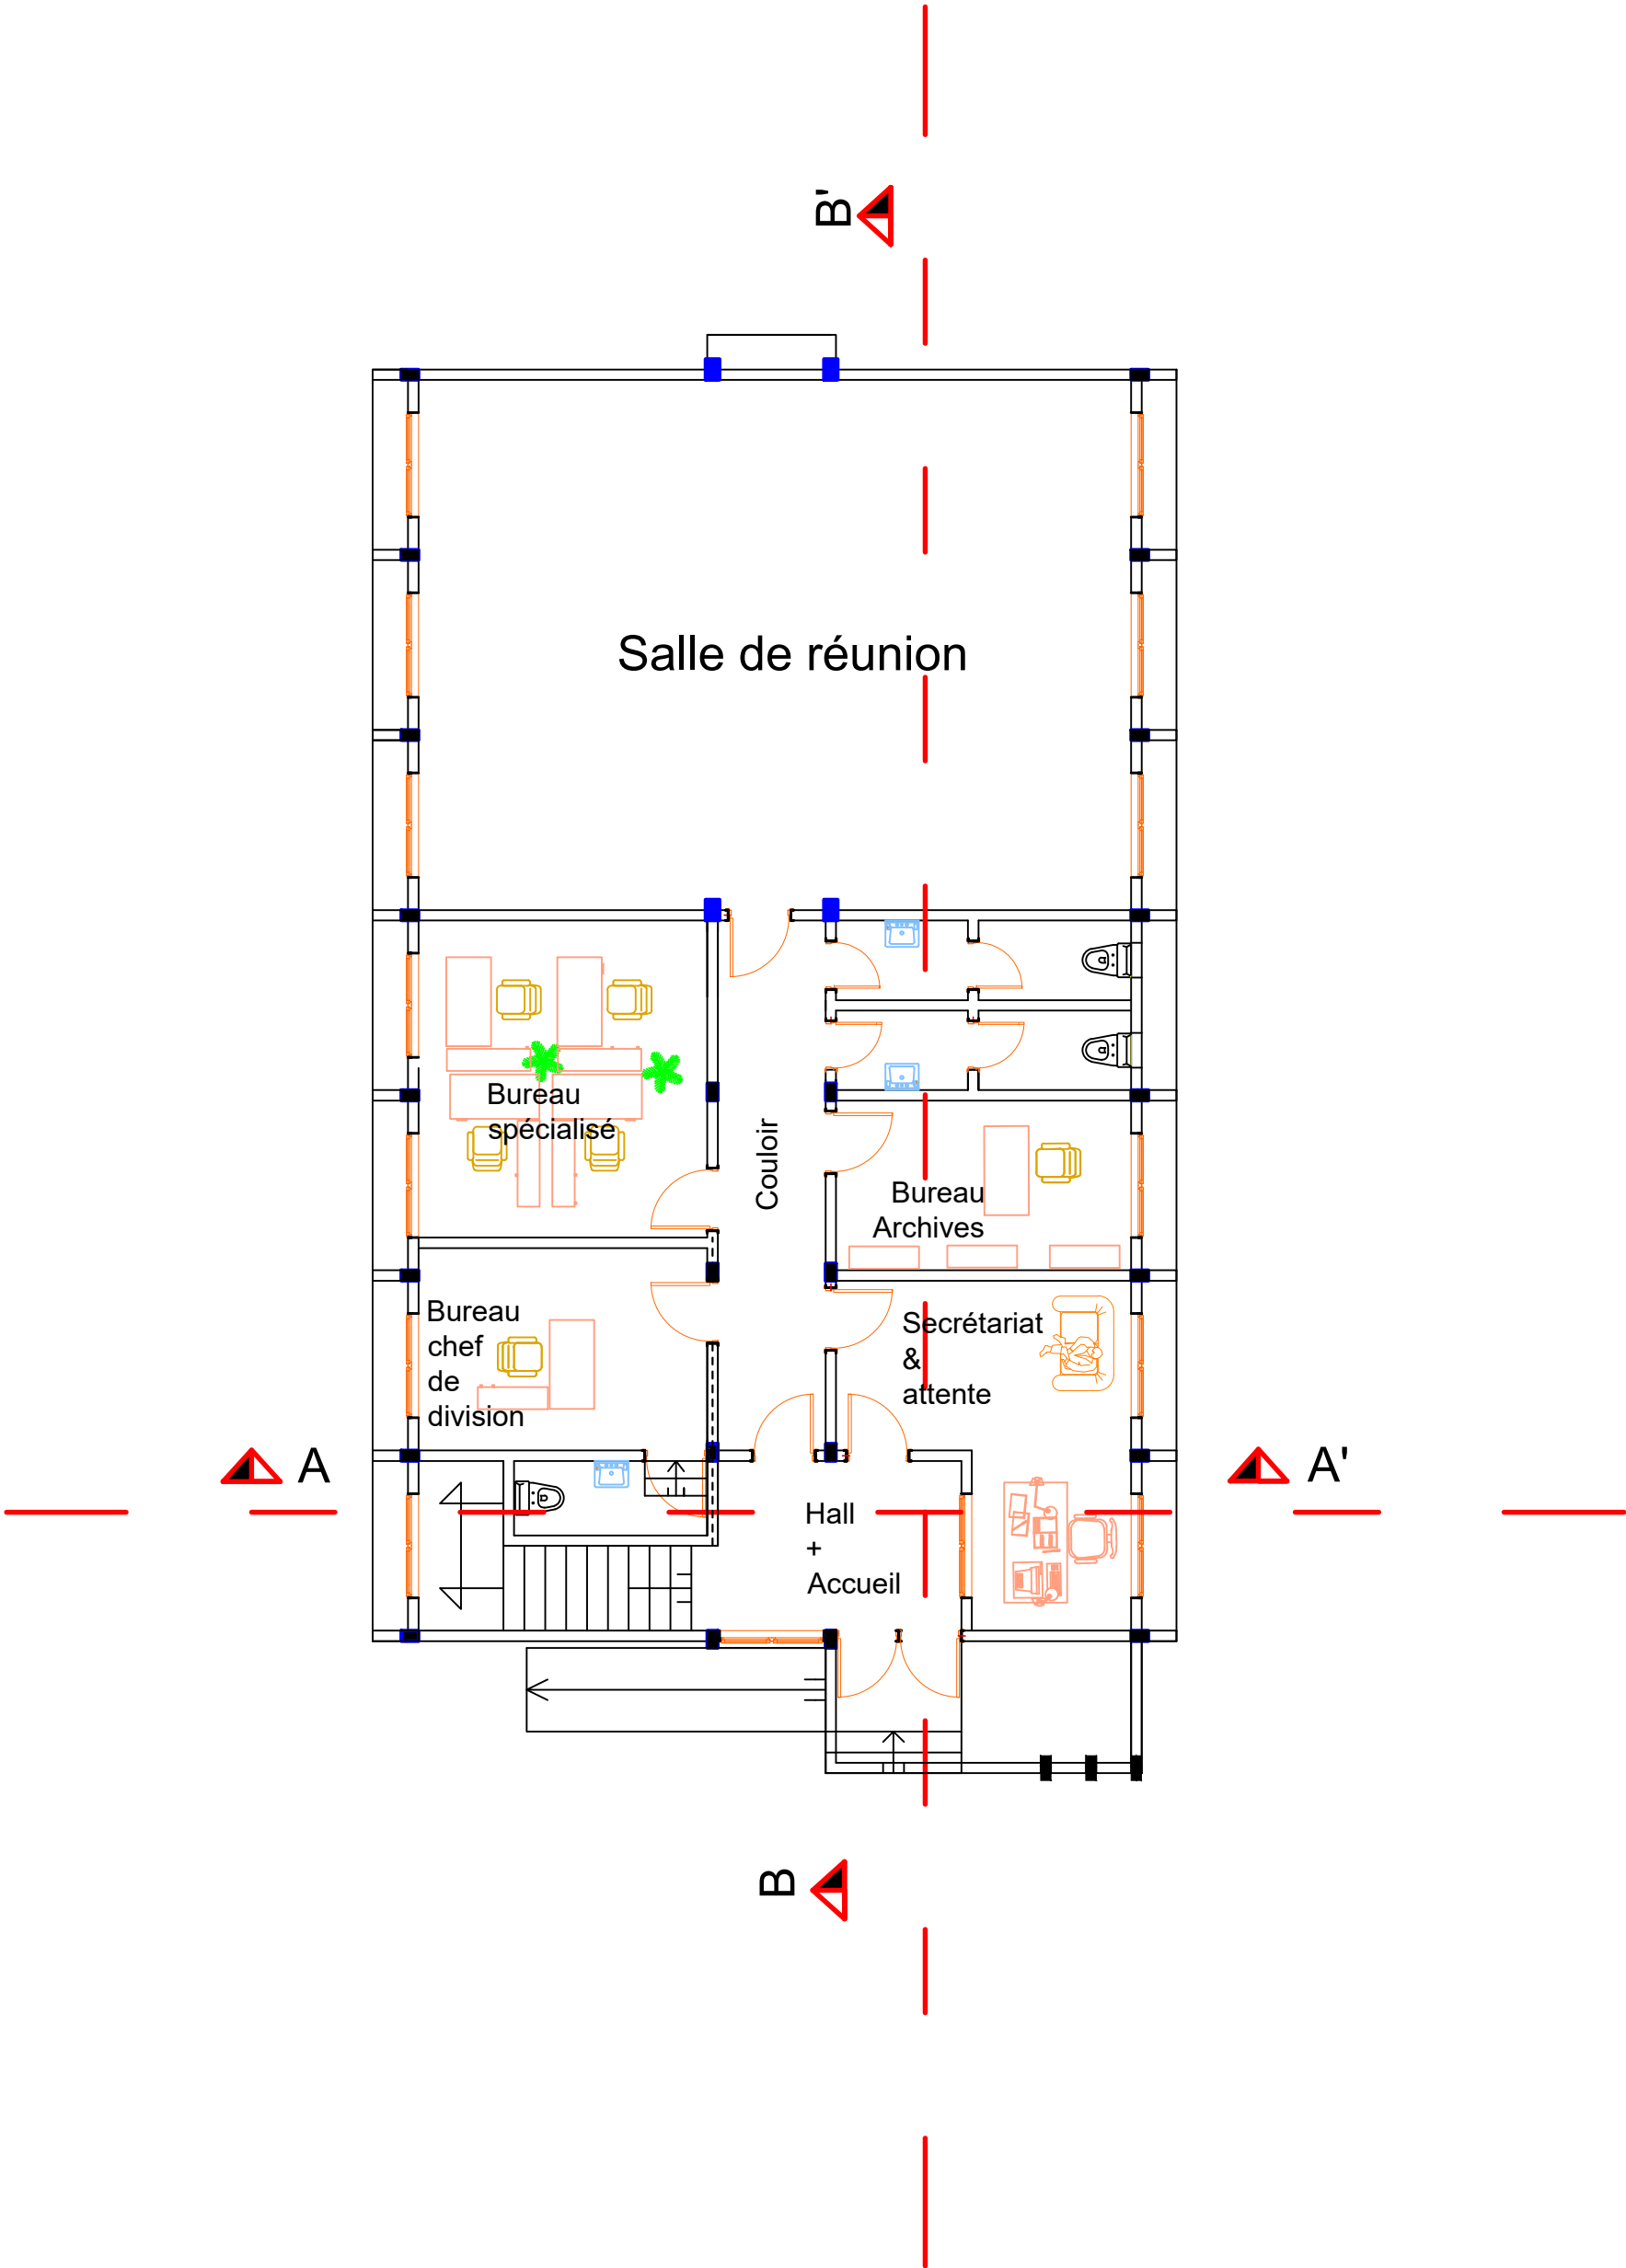 B'
Salle de réunion
Bureau
spécialisé
Couloir
Bureau
Archives
Bureau
chef
de
division
Secrétariat
&
attente
A
A'
Hall
+
Accueil
B